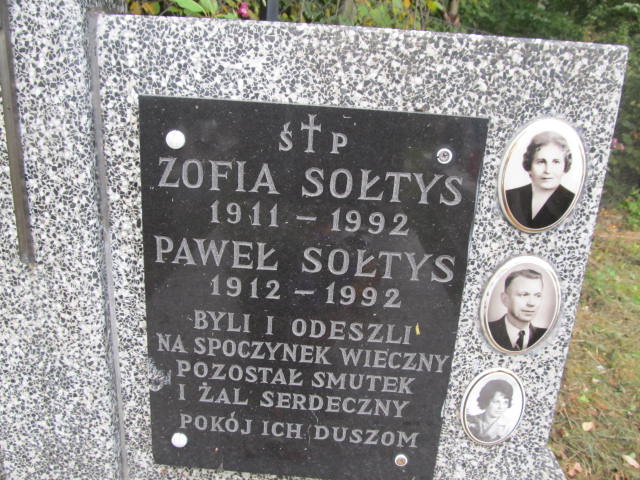 Ś P
ZOFIA SOŁTYS
1911 – 1992
PAWEŁ SOŁTYS
1912 – 1992
BYLI I ODESZLI
NA SPOCZYNEK WIECZNY
POZOSTAŁ SMUTEK
I ŻAL SERDECZNY
POKÓJ ICH DUSZOM